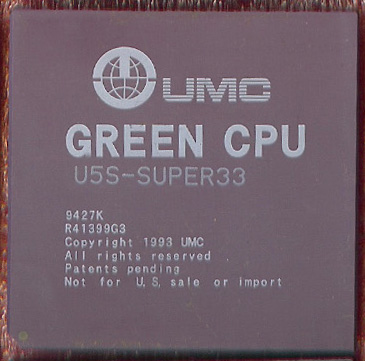 UMC
GREEN CPU
U5S-SUPER33
9427K
R41399G3
Copyright 1993 UMC
All rights reserved
Patents pending
Not for U.S. sale or import